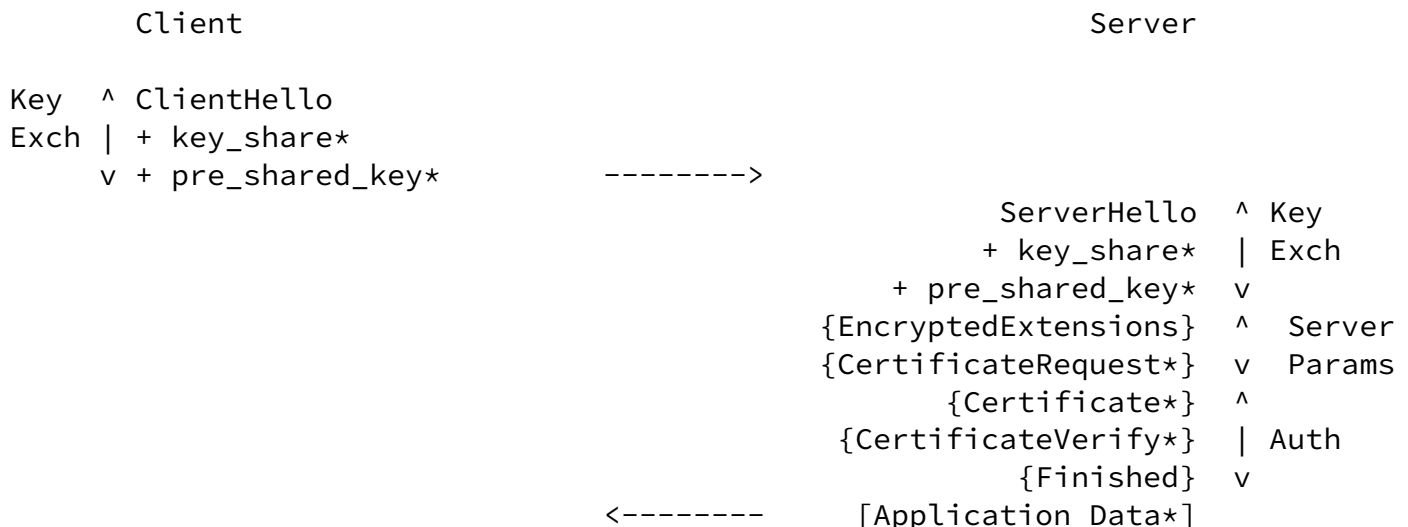 Client                                           Server

Key  ^ ClientHello
Exch | + key_share*
     v + pre_shared_key*       -------->
                                                  ServerHello  ^ Key
                                                 + key_share*  | Exch
                                            + pre_shared_key*  v
                                        {EncryptedExtensions}  ^  Server
                                        {CertificateRequest*}  v  Params
                                               {Certificate*}  ^
                                         {CertificateVerify*}  | Auth
                                                   {Finished}  v
                               <--------     [Application Data*]